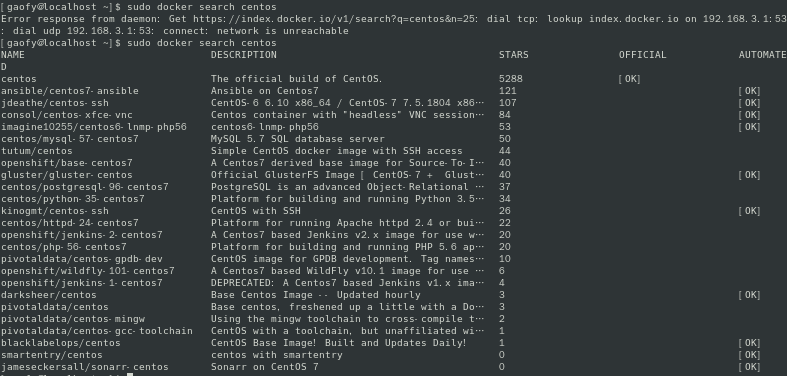 [gaofy@localhost ~]$ sudo docker search centos
Error response from daemon: Get https://index.docker.io/v1/search?q=centos&n=25: dial tcp: lookup index.docker.io on 192.168.3.1:53
: dial udp 192.168.3.1:53: connect: network is unreachable
[gaofy@localhost ~]$ sudo docker search centos
NAME DESCRIPTION STARS OFFICIAL AUTOMATE
D
centos The official build of CentOS. 5288 [OK]
ansible/centos7-ansible Ansible on Centos7 121 [OK]
jdeathe/centos-ssh CentOS-6 6.10 x86_64 / CentOS-7 7.5.1804 x86… 107 [OK]
consol/centos-xfce-vnc Centos container with "headless" VNC session… 84 [OK]
imagine10255/centos6-lnmp-php56 centos6-lnmp-php56 53 [OK]
centos/mysql-57-centos7 MySQL 5.7 SQL database server 50
tutum/centos Simple CentOS docker image with SSH access 44
openshift/base-centos7 A Centos7 derived base image for Source-To-I… 40
gluster/gluster-centos Official GlusterFS Image [ CentOS-7 + Glust… 40 [OK]
centos/postgresql-96-centos7 PostgreSQL is an advanced Object-Relational … 37
centos/python-35-centos7 Platform for building and running Python 3.5… 34
kinogmt/centos-ssh CentOS with SSH 26 [OK]
centos/httpd-24-centos7 Platform for running Apache httpd 2.4 or bui… 22
openshift/jenkins-2-centos7 A Centos7 based Jenkins v2.x image for use w… 20
centos/php-56-centos7 Platform for building and running PHP 5.6 ap… 20
pivotaldata/centos-gpdb-dev CentOS image for GPDB development. Tag names… 10
openshift/wildfly-101-centos7 A Centos7 based WildFly v10.1 image for use … 6
openshift/jenkins-1-centos7 DEPRECATED: A Centos7 based Jenkins v1.x ima… 4
darksheer/centos Base Centos Image -- Updated hourly 3 [OK]
pivotaldata/centos Base centos, freshened up a little with a Do… 3
pivotaldata/centos-mingw Using the mingw toolchain to cross-compile t… 2
pivotaldata/centos-gcc-toolchain CentOS with a toolchain, but unaffiliated wi… 1
blacklabelops/centos CentOS Base Image! Built and Updates Daily! 1 [OK]
smartentry/centos centos with smartentry 0 [OK]
jameseckersall/sonarr-centos Sonarr on CentOS 7 0 [OK]